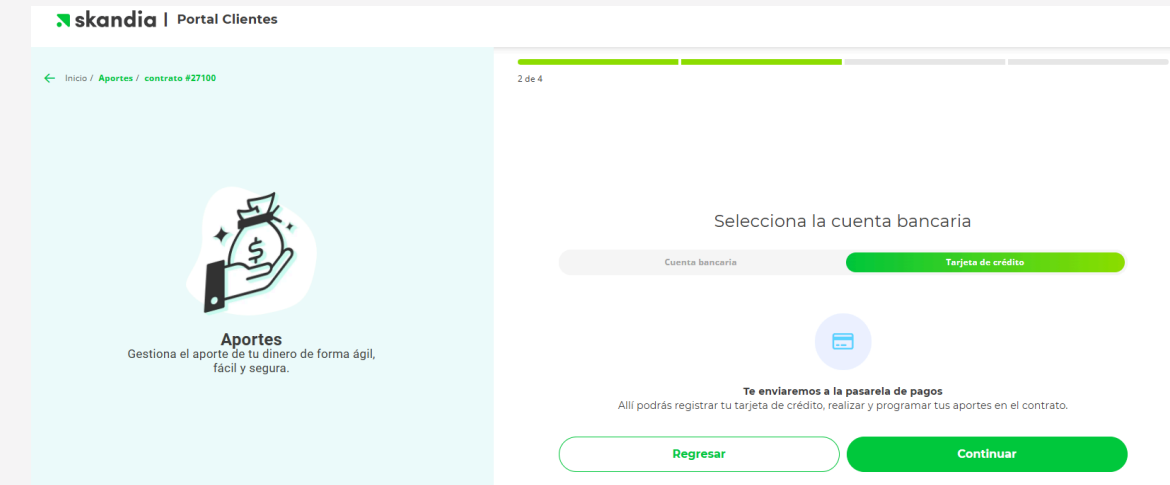 skandia | Portal Clientes
← Inicio / Aportes / contrato #27100
2 de 4
$
Aportes
Gestiona el aporte de tu dinero de forma ágil,
fácil y segura.
Selecciona la cuenta bancaria
Cuenta bancaria
Tarjeta de crédito
Te enviaremos a la pasarela de pagos
Allí podrás registrar tu tarjeta de crédito, realizar y programar tus aportes en el contrato.
Regresar
Continuar